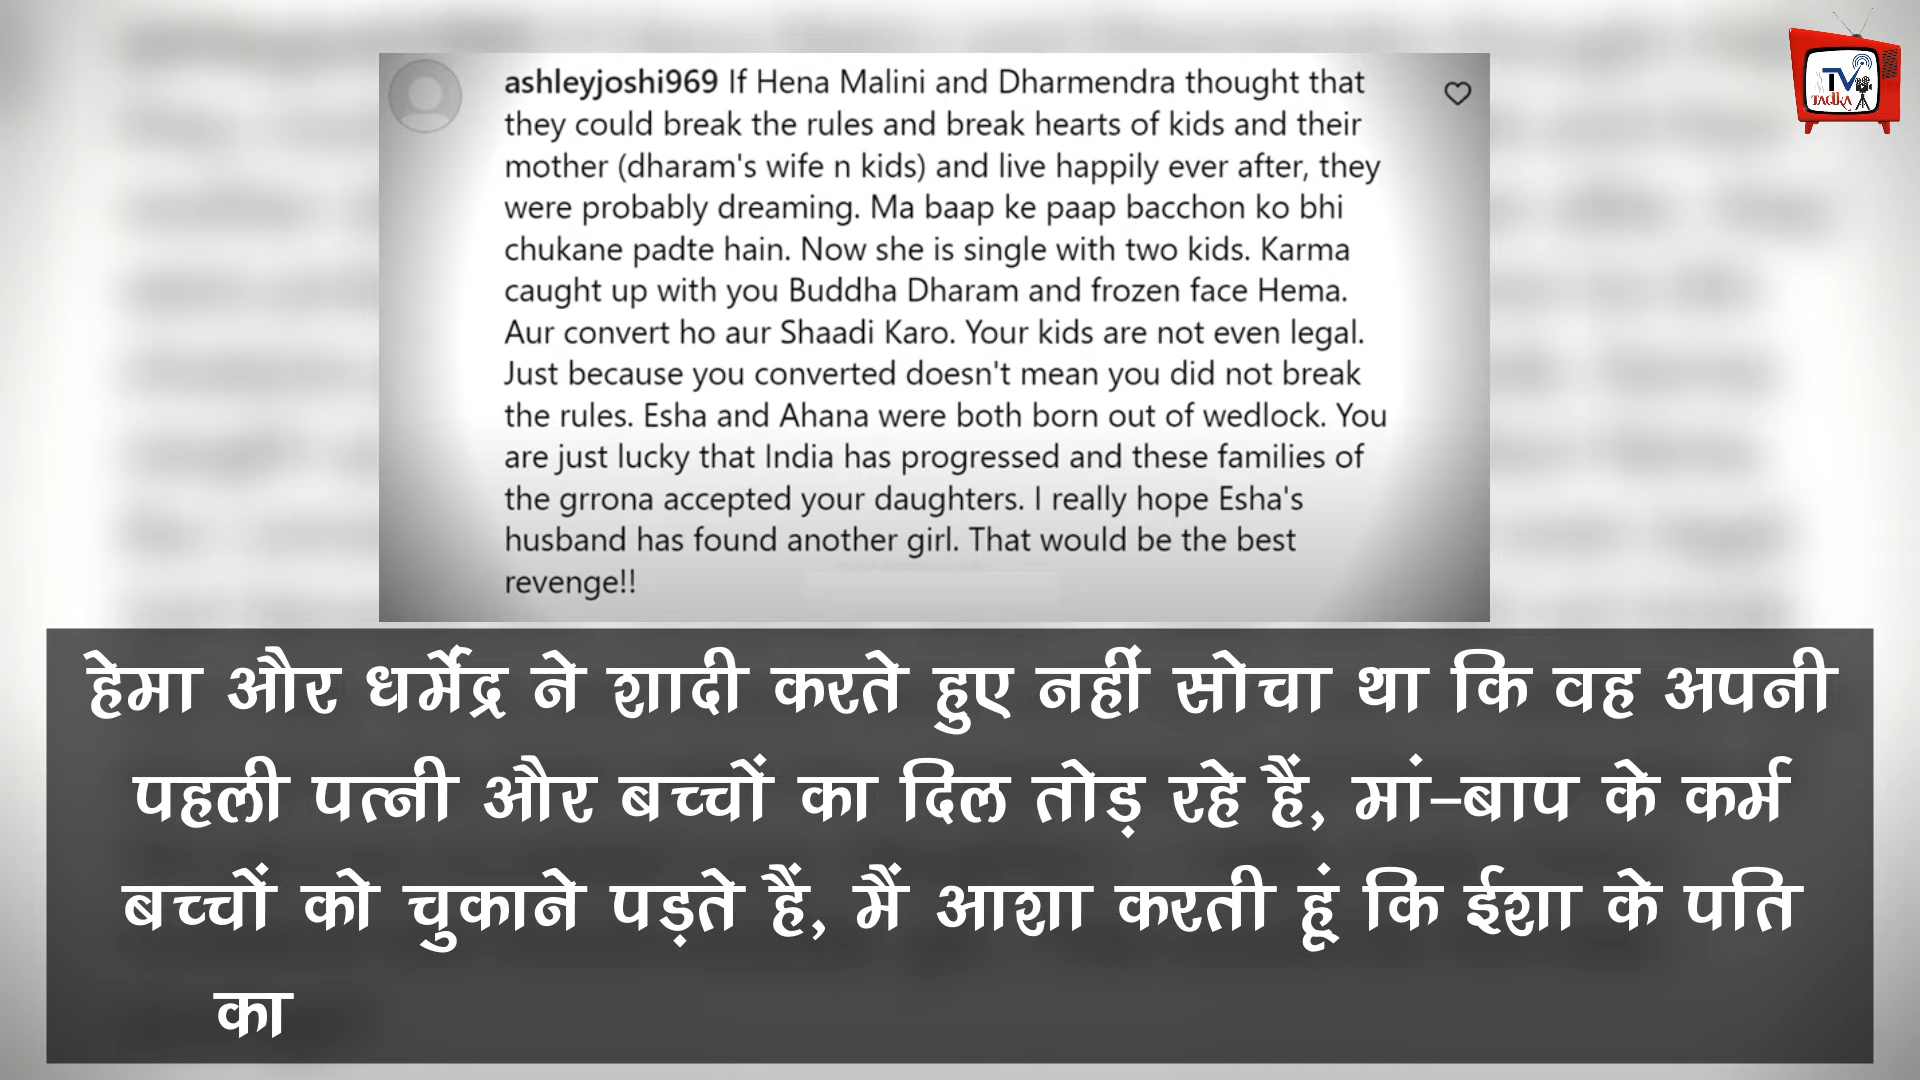 ashleyjoshi969 If Hena Malini and Dharmendra thought that
they could break the rules and break hearts of kids and their
mother (dharam's wife n kids) and live happily ever after, they
were probably dreaming. Ma baap ke paap bacchon ko bhi
chukane padte hain. Now she is single with two kids. Karma
caught up with you Buddha Dharam and frozen face Hema.
Aur convert ho aur Shaadi Karo. Your kids are not even legal.
Just because you converted doesn't mean you did not break
the rules. Esha and Ahana were both born out of wedlock. You
are just lucky that India has progressed and these families of
the grrona accepted your daughters. I really hope Esha's
husband has found another girl. That would be the best
revenge!!
TV
TADKA
हेमा और धर्मेंद्र ने शादी करते हुए नहीं सोचा था कि वह अपनी
पहली पत्नी और बच्चों का दिल तोड़ रहे हैं, मां-बाप के कर्म
बच्चों को चुकाने पड़ते हैं, मैं आशा करती हूं कि ईशा के पति
का